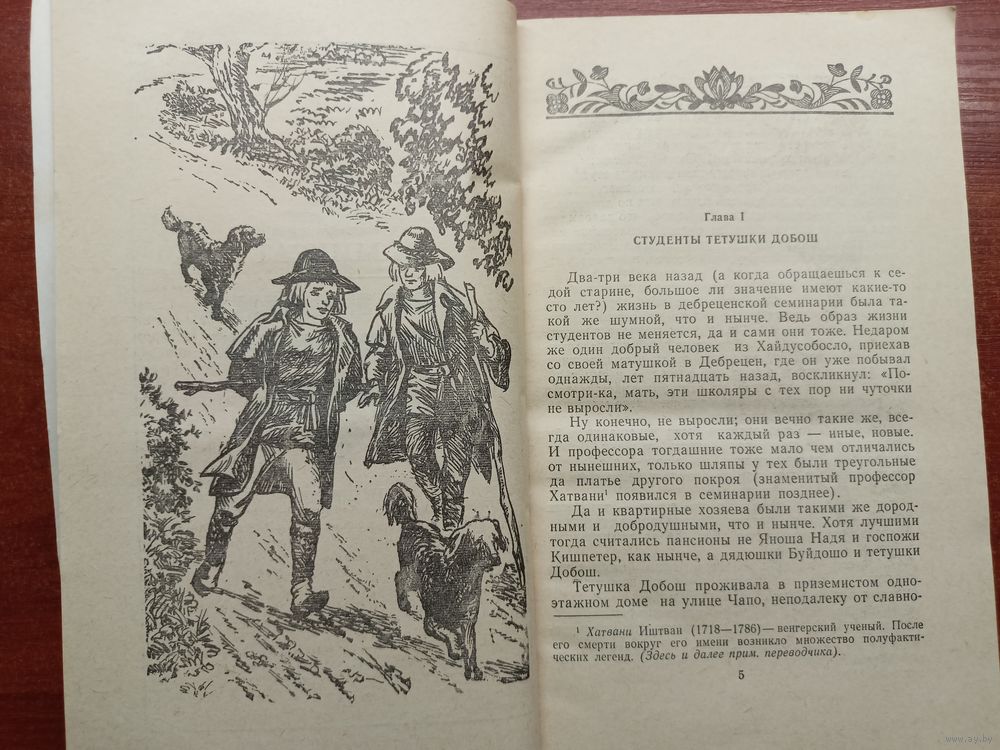 Глава I
СТУДЕНТЫ ТЕТУШКИ ДОБОШ
Два-три века назад (а когда обращаешься к се-
дой старине, большое ли значение имеют какие-то
сто лет?) жизнь в дебреценской семинарии была та-
кой же шумной, что и нынче. Ведь образ жизни
студентов не меняется, да и сами они тоже. Недаром
же один добрый человек из Хайдусобосло, приехав
со своей матушкой в Дебрецен, где он уже побывал
однажды, лет пятнадцать назад, воскликнул: «По-
смотри-ка, мать, эти школяры с тех пор ни чуточки
не выросли».
Ну конечно, не выросли; они вечно такие же, все-
гда одинаковые, хотя каждый раз — иные, новые.
И профессора тогдашние тоже мало чем отличались
от нынешних, только шляпы у тех были треугольные
да платье другого покроя (знаменитый профессор
Хатвани¹ появился в семинарии позднее).
Да и квартирные хозяева были такими же дород-
ными и добродушными, что и нынче. Хотя лучшими
тогда считались пансионы не Яноша Надя и госпожи
Кишпетер, как нынче, а дядюшки Буйдошо и тетушки
Добош.
Тетушка Добош проживала в приземистом одно-
этажном доме на улице Чапо, неподалеку от славно-
¹ Хатвани Иштван (1718—1786) — венгерский ученый. После
его смерти вокруг его имени возникло множество полуфакти-
ческих легенд. (Здесь и далее прим. переводчика).
5
www.ay.by